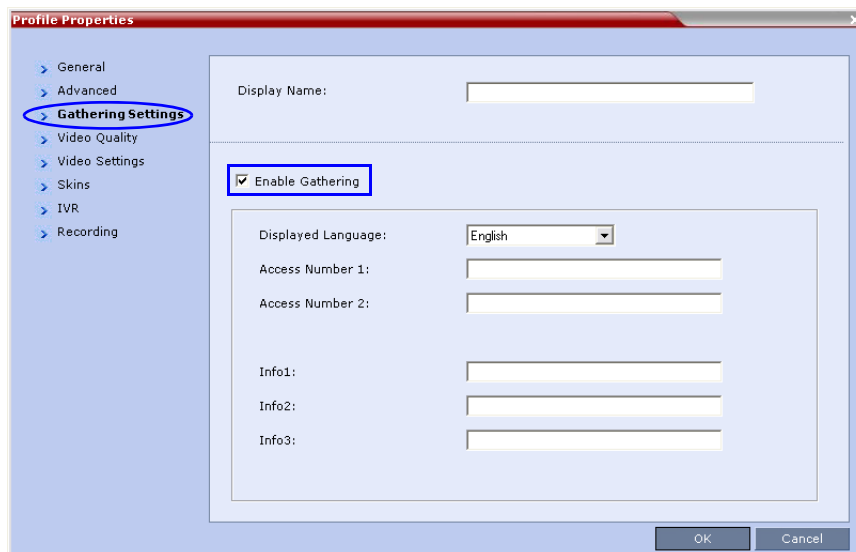 Profile Properties
General
Advanced
Gathering Settings
Video Quality
Video Settings
Skins
IVR
Recording
Display Name:
Enable Gathering
Displayed Language: English
Access Number 1:
Access Number 2:
Info1:
Info2:
Info3:
OK Cancel